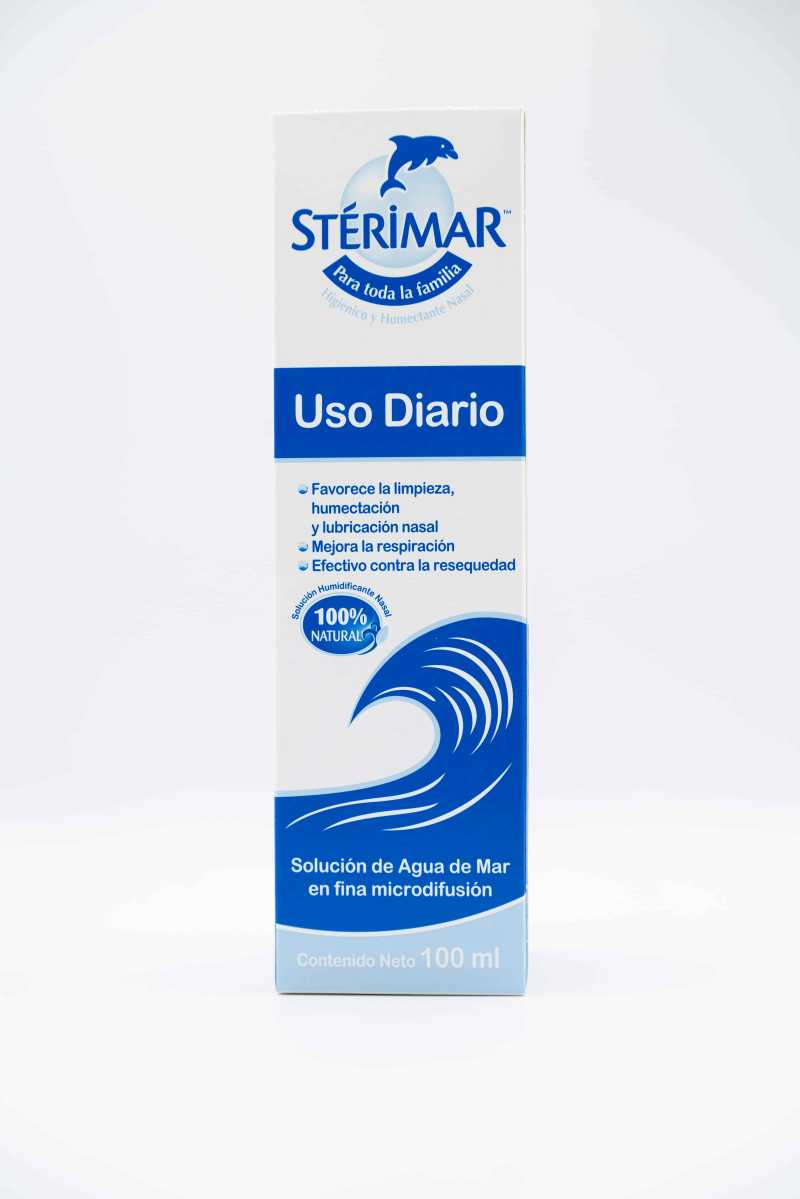 STÉRIMAR™
Para toda la familia
Higiénico y Humectante Nasal
Uso Diario
Favorece la limpieza,
humectación
y lubricación nasal
Mejora la respiración
Efectivo contra la resequedad
Solución Humidificante Nasal
100%
NATURAL
Solución de Agua de Mar
en fina microdifusión
Contenido Neto 100 ml